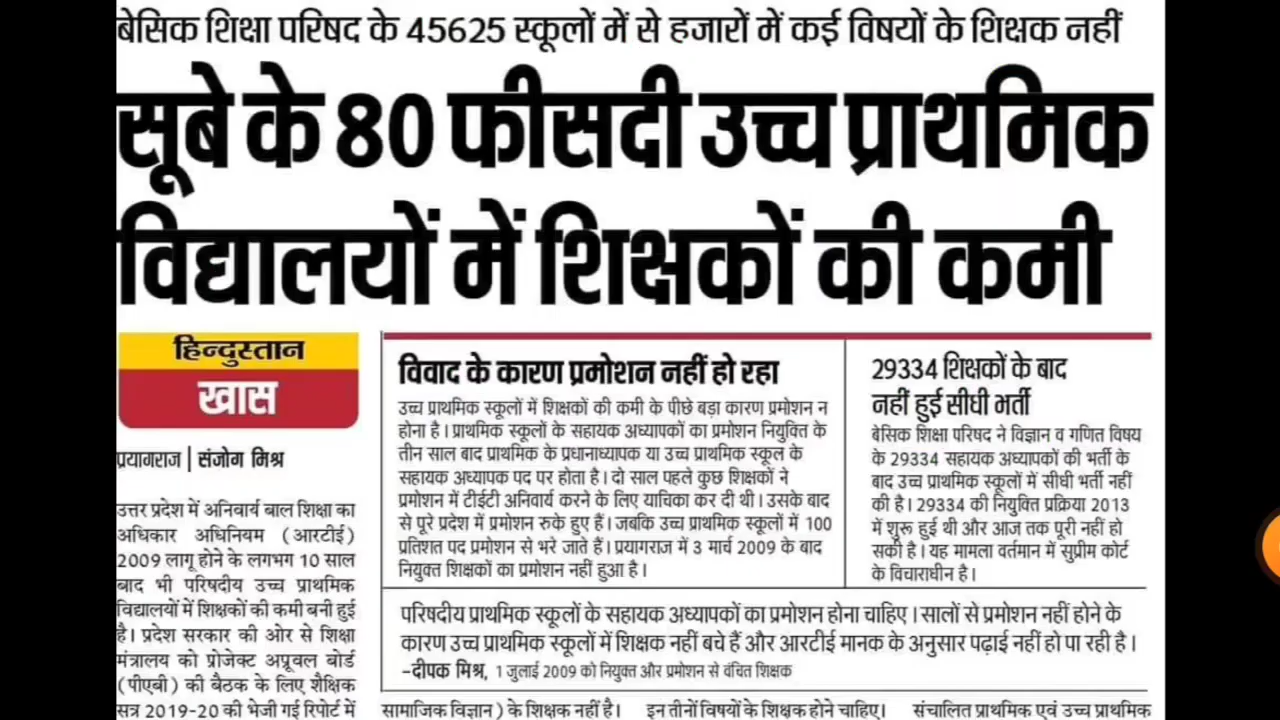 बेसिक शिक्षा परिषद के 45625 स्कूलों में से हजारों में कई विषयों के शिक्षक नहीं
सूबे के 80 फीसदी उच्च प्राथमिक
विद्यालयों में शिक्षकों की कमी
हिन्दुस्तान
खास
प्रयागराज | संजोग मिश्र
उत्तर प्रदेश में अनिवार्य बाल शिक्षा का
अधिकार अधिनियम (आरटीई)
2009 लागू होने के लगभग 10 साल
बाद भी परिषदीय उच्च प्राथमिक
विद्यालयों में शिक्षकों की कमी बनी हुई
है। प्रदेश सरकार की ओर से शिक्षा
मंत्रालय को प्रोजेक्ट अप्रूवल बोर्ड
(पीएबी) की बैठक के लिए शैक्षिक
सत्र 2019-20 की भेजी गई रिपोर्ट में
विवाद के कारण प्रमोशन नहीं हो रहा
उच्च प्राथमिक स्कूलों में शिक्षकों की कमी के पीछे बड़ा कारण प्रमोशन न
होना है। प्राथमिक स्कूलों के सहायक अध्यापकों का प्रमोशन नियुक्ति के
तीन साल बाद प्राथमिक के प्रधानाध्यापक या उच्च प्राथमिक स्कूल के
सहायक अध्यापक पद पर होता है। दो साल पहले कुछ शिक्षकों ने
प्रमोशन में टीईटी अनिवार्य करने के लिए याचिका कर दी थी। उसके बाद
से पूरे प्रदेश में प्रमोशन रुके हुए हैं। जबकि उच्च प्राथमिक स्कूलों में 100
प्रतिशत पद प्रमोशन से भरे जाते हैं। प्रयागराज में 3 मार्च 2009 के बाद
नियुक्त शिक्षकों का प्रमोशन नहीं हुआ है।
29334 शिक्षकों के बाद
नहीं हुई सीधी भर्ती
बेसिक शिक्षा परिषद ने विज्ञान व गणित विषय
के 29334 सहायक अध्यापकों की भर्ती के
बाद उच्च प्राथमिक स्कूलों में सीधी भर्ती नहीं
की है। 29334 की नियुक्ति प्रक्रिया 2013
में शुरू हुई थी और आज तक पूरी नहीं हो
सकी है। यह मामला वर्तमान में सुप्रीम कोर्ट
के विचाराधीन है।
परिषदीय प्राथमिक स्कूलों के सहायक अध्यापकों का प्रमोशन होना चाहिए। सालों से प्रमोशन नहीं होने के
कारण उच्च प्राथमिक स्कूलों में शिक्षक नहीं बचे हैं और आरटीई मानक के अनुसार पढ़ाई नहीं हो पा रही है।
-दीपक मिश्र, 1 जुलाई 2009 को नियुक्त और प्रमोशन से वंचित शिक्षक
सामाजिक विज्ञान) के शिक्षक नहीं है।
इन तीनों विषयों के शिक्षक होने चाहिए।
संचालित प्राथमिक एवं उच्च प्राथमिक